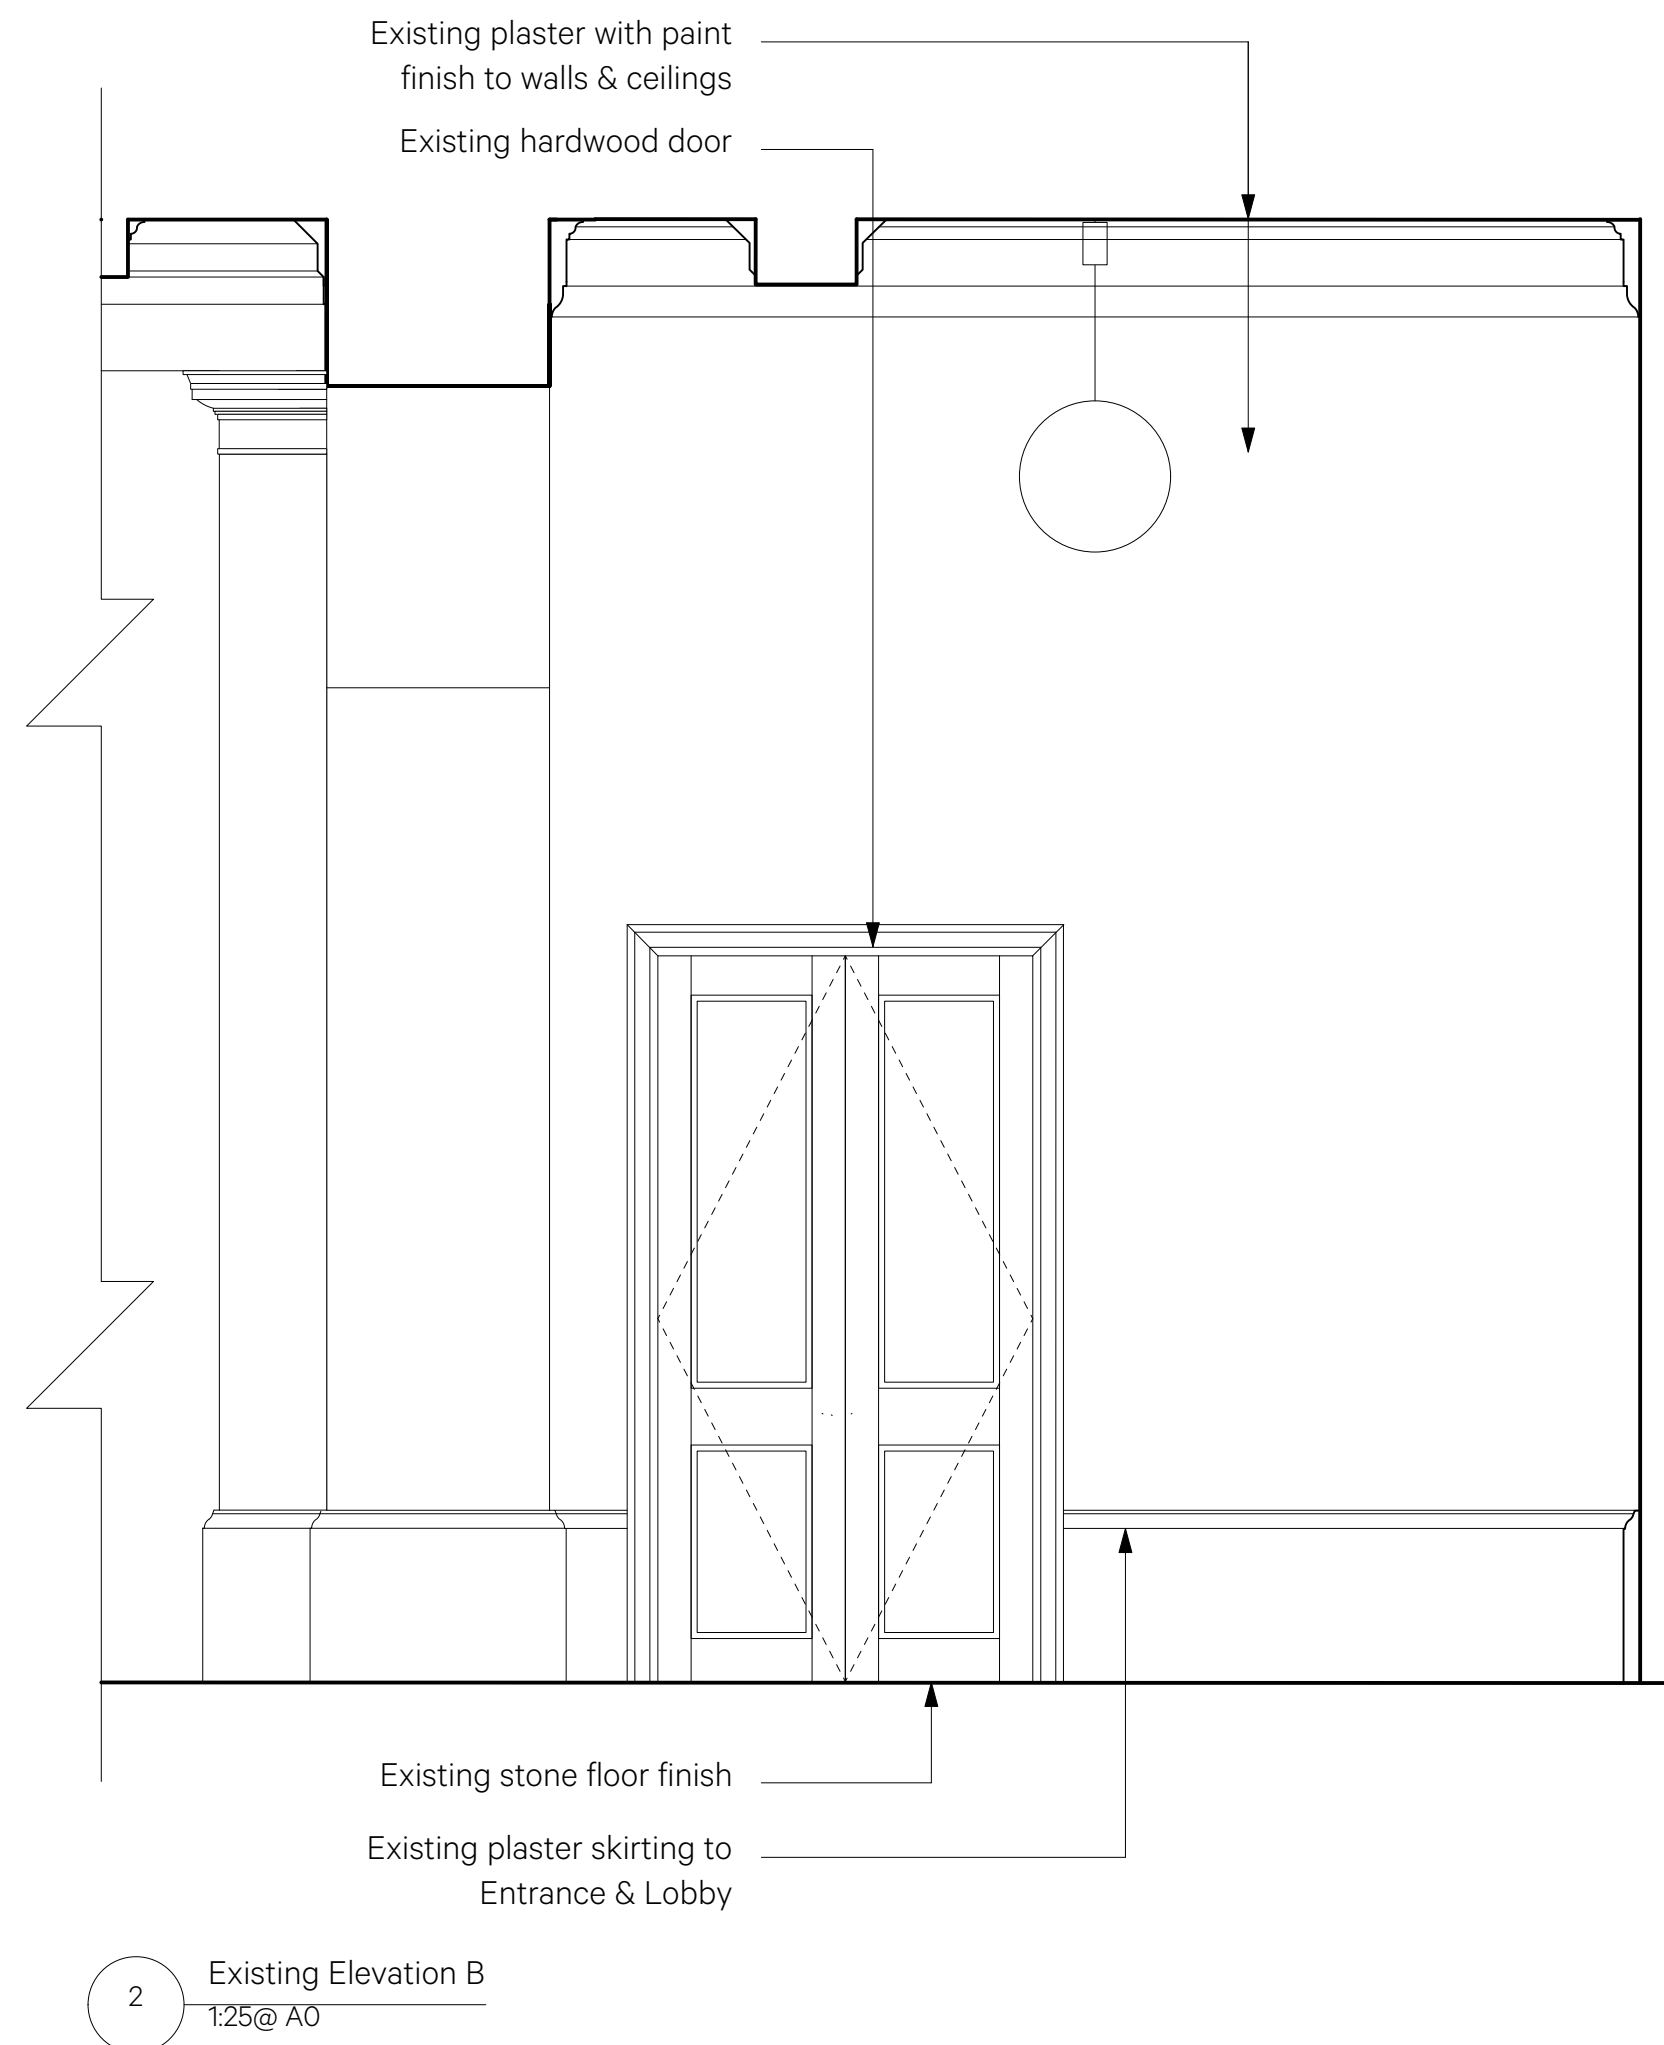 Existing plaster with paint
finish to walls & ceilings
Existing hardwood door
Existing stone floor finish
Existing plaster skirting to
Entrance & Lobby
2
Existing Elevation B
1:25@ A0